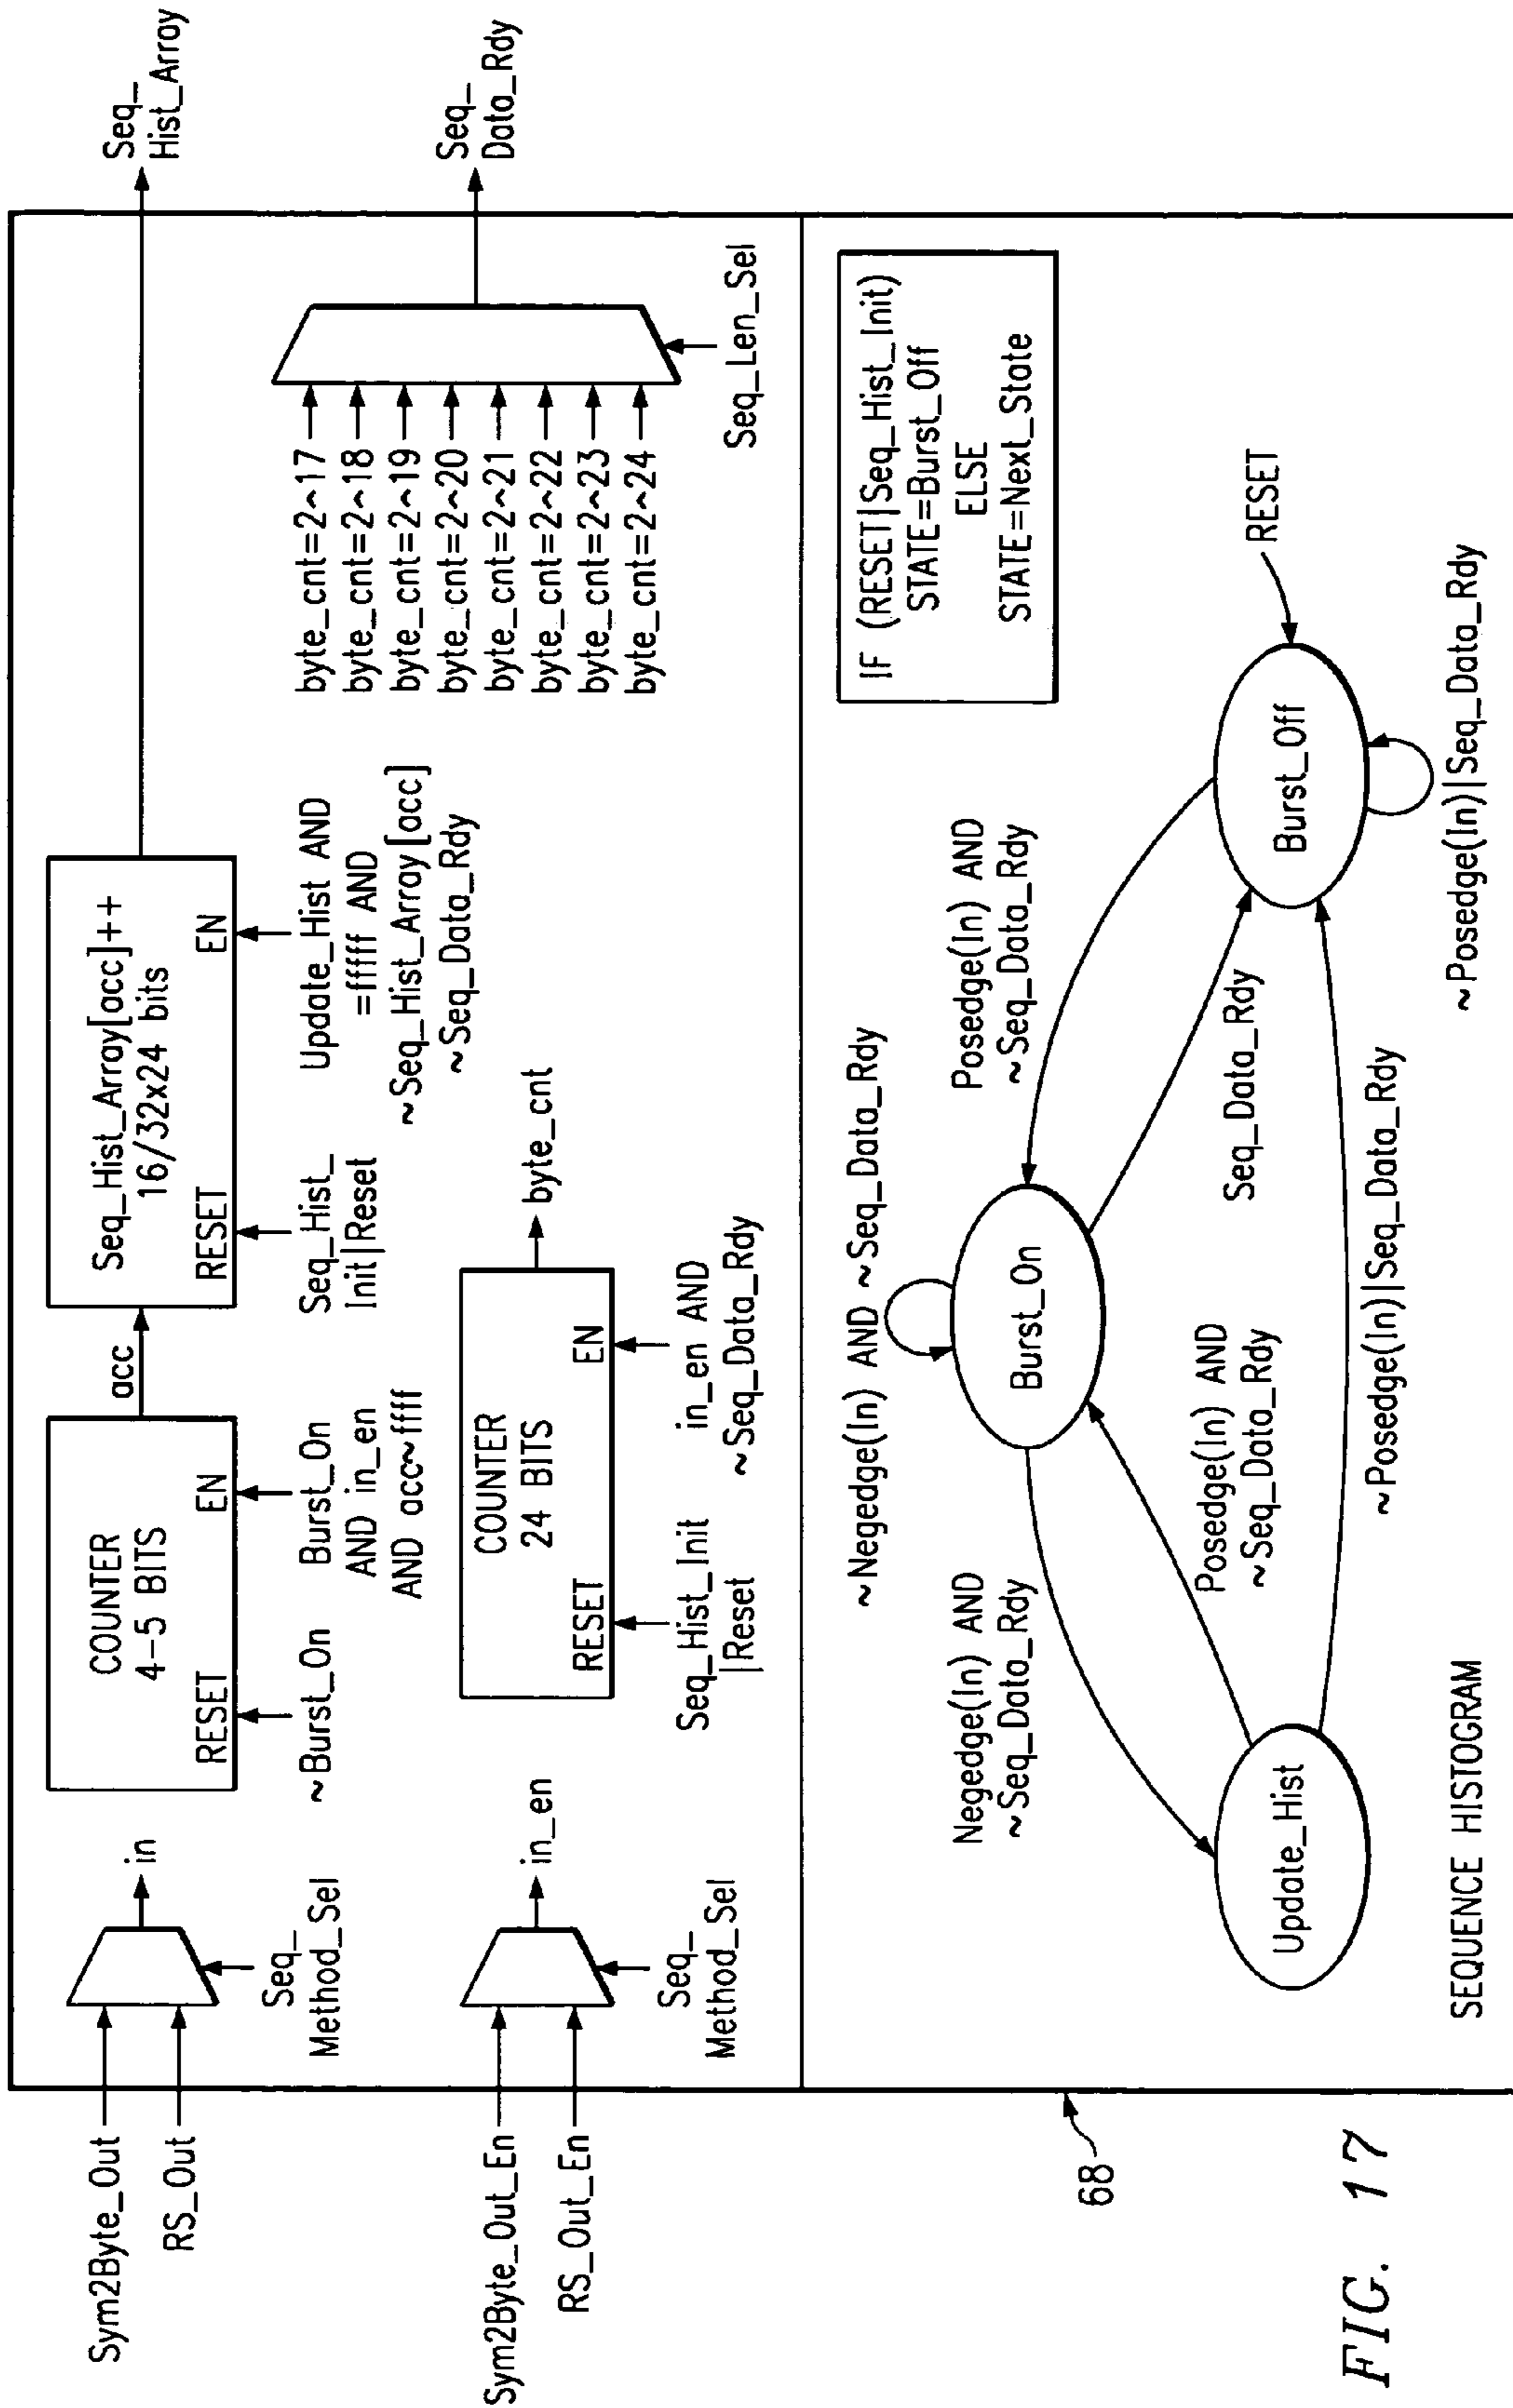 Sym2Byte_Out
RS_Out
in
Seq_
Method_Sel
COUNTER
4-5 BITS
RESET
EN
~Burst_On
Burst_On
AND in_en
AND acc~ffff
acc
Seq_Hist_Array[acc]++
16/32x24 bits
RESET
EN
Seq_Hist_
Init|Reset
Update_Hist AND
=fffff AND
~Seq_Hist_Array[acc]
~Seq_Data_Rdy
Seq_
Hist_Array
Sym2Byte_Out_En
RS_Out_En
in_en
Seq_
Method_Sel
COUNTER
24 BITS
RESET
EN
Seq_Hist_Init
|Reset
in_en AND
~Seq_Data_Rdy
byte_cnt
byte_cnt=2^17
byte_cnt=2^18
byte_cnt=2^19
byte_cnt=2^20
byte_cnt=2^21
byte_cnt=2^22
byte_cnt=2^23
byte_cnt=2^24
Seq_Len_Sel
Seq_
Data_Rdy
68
IF (RESET|Seq_Hist_Init)
STATE=Burst_Off
ELSE
STATE=Next_State
~Negedge(In) AND ~Seq_Data_Rdy
Burst_On
Posedge(In) AND
~Seq_Data_Rdy
Negedge(In) AND
~Seq_Data_Rdy
Seq_Data_Rdy
RESET
Posedge(In) AND
~Seq_Data_Rdy
Update_Hist
Burst_Off
~Posedge(In)|Seq_Data_Rdy
~Posedge(In)|Seq_Data_Rdy
SEQUENCE HISTOGRAM
FIG. 17